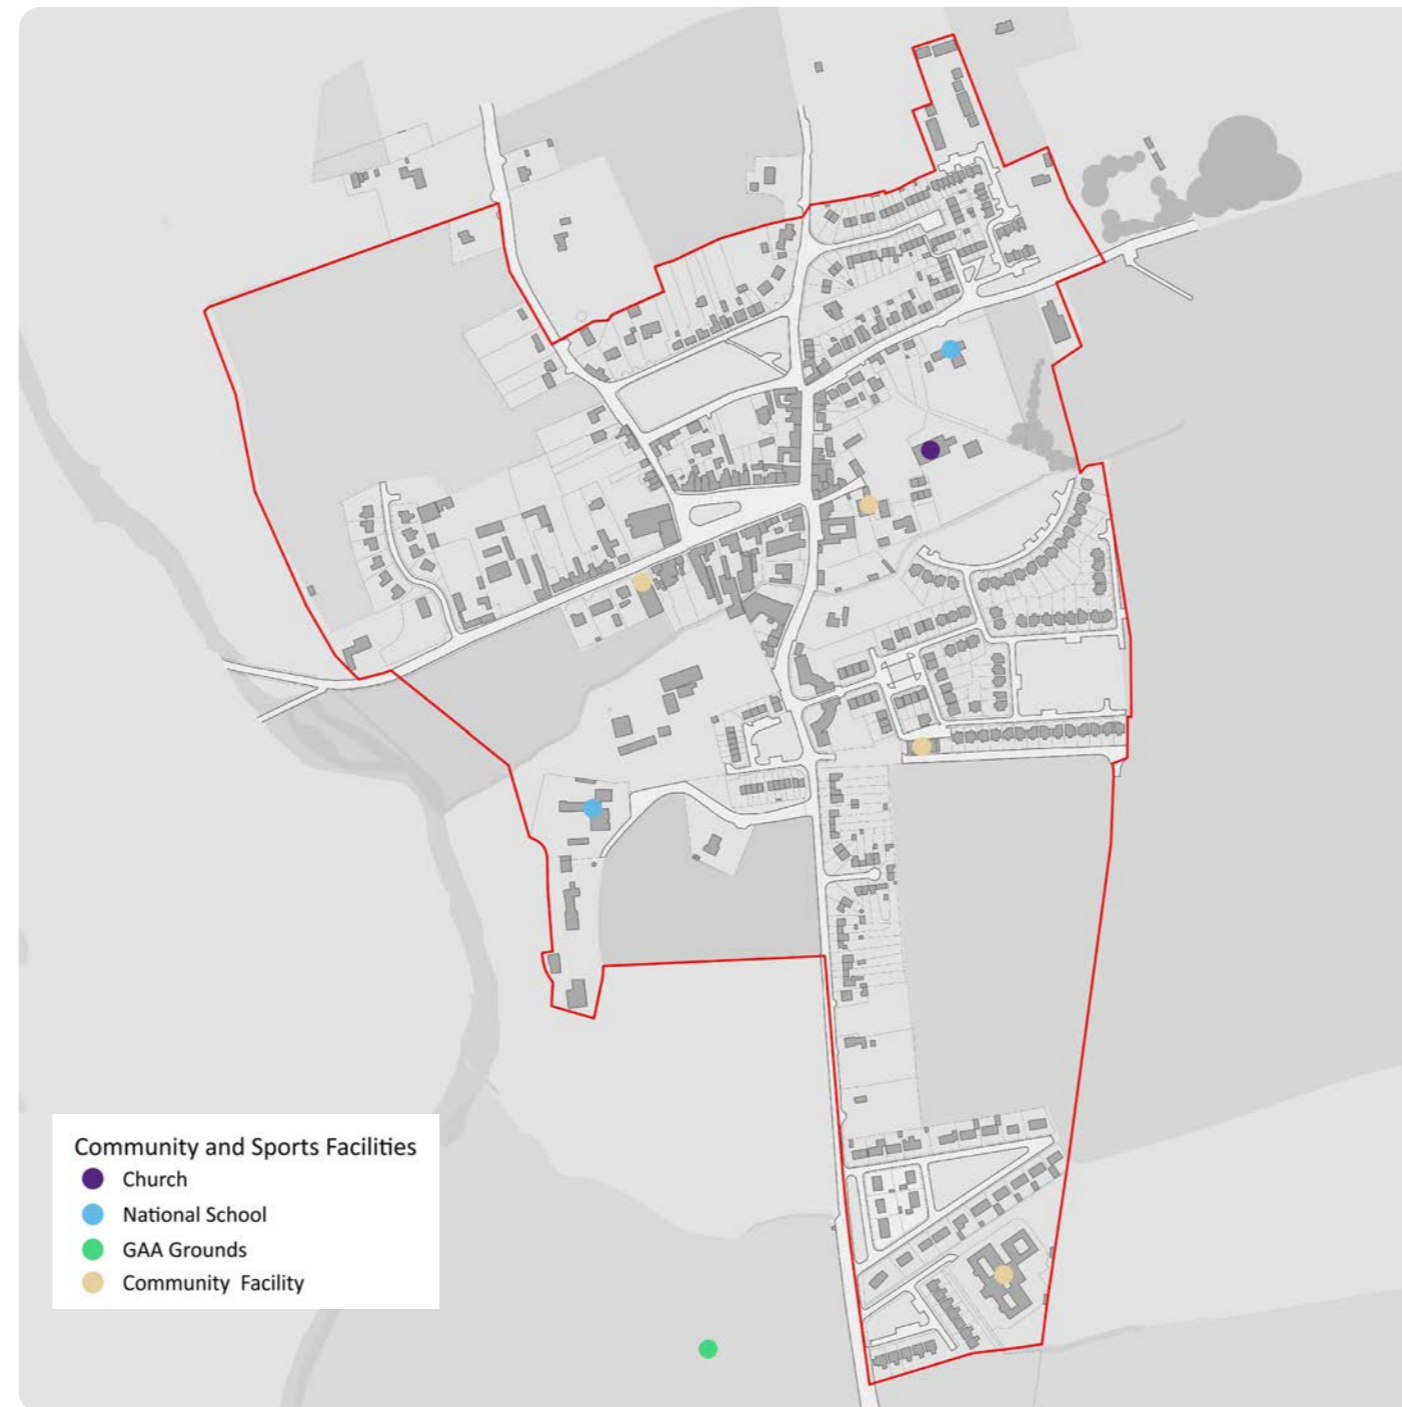 Community and Sports Facilities
Church
National School
GAA Grounds
Community Facility